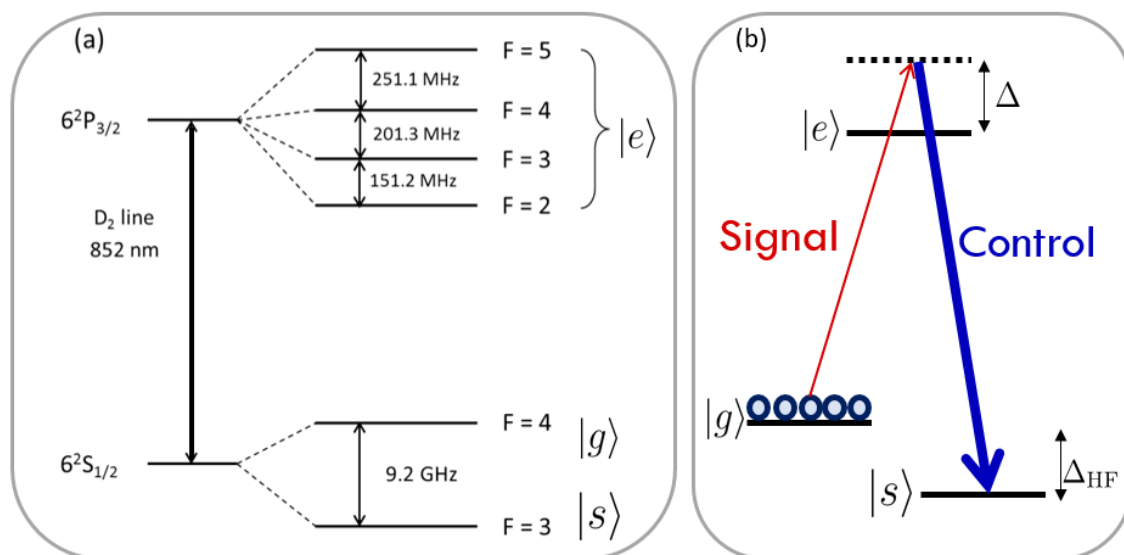 (a)
F = 5
251.1 MHz
6²P₃/₂
F = 4
201.3 MHz
|e⟩
F = 3
151.2 MHz
F = 2
D₂ line
852 nm
F = 4
|g⟩
6²S₁/₂
9.2 GHz
F = 3
|s⟩
(b)
Δ
|e⟩
Signal
Control
|g⟩
Δ_HF
|s⟩